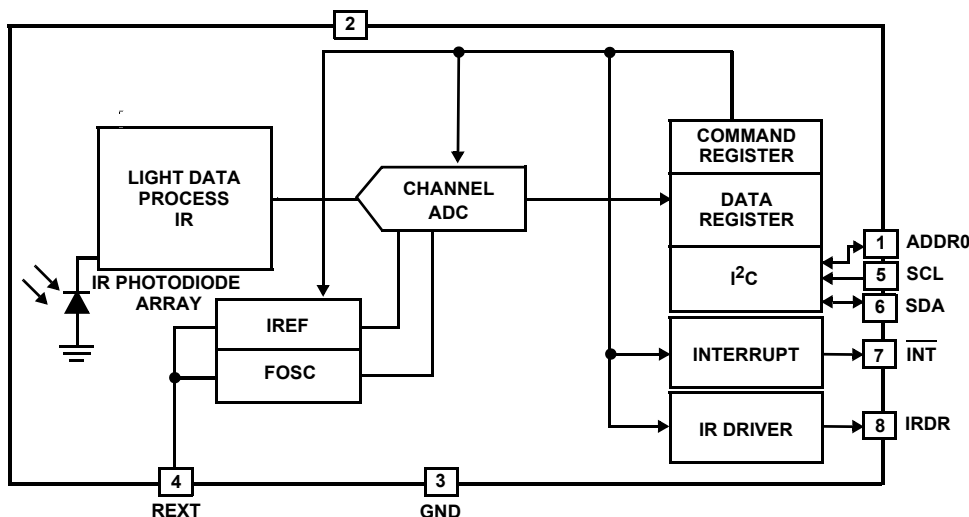 2
COMMAND
REGISTER
LIGHT DATA
PROCESS
IR
CHANNEL
ADC
DATA
REGISTER
I²C
1 ADDR0
5 SCL
6 SDA
IR PHOTODIODE
ARRAY
IREF
FOSC
INTERRUPT
7 INT
IR DRIVER
8 IRDR
4
REXT
3
GND